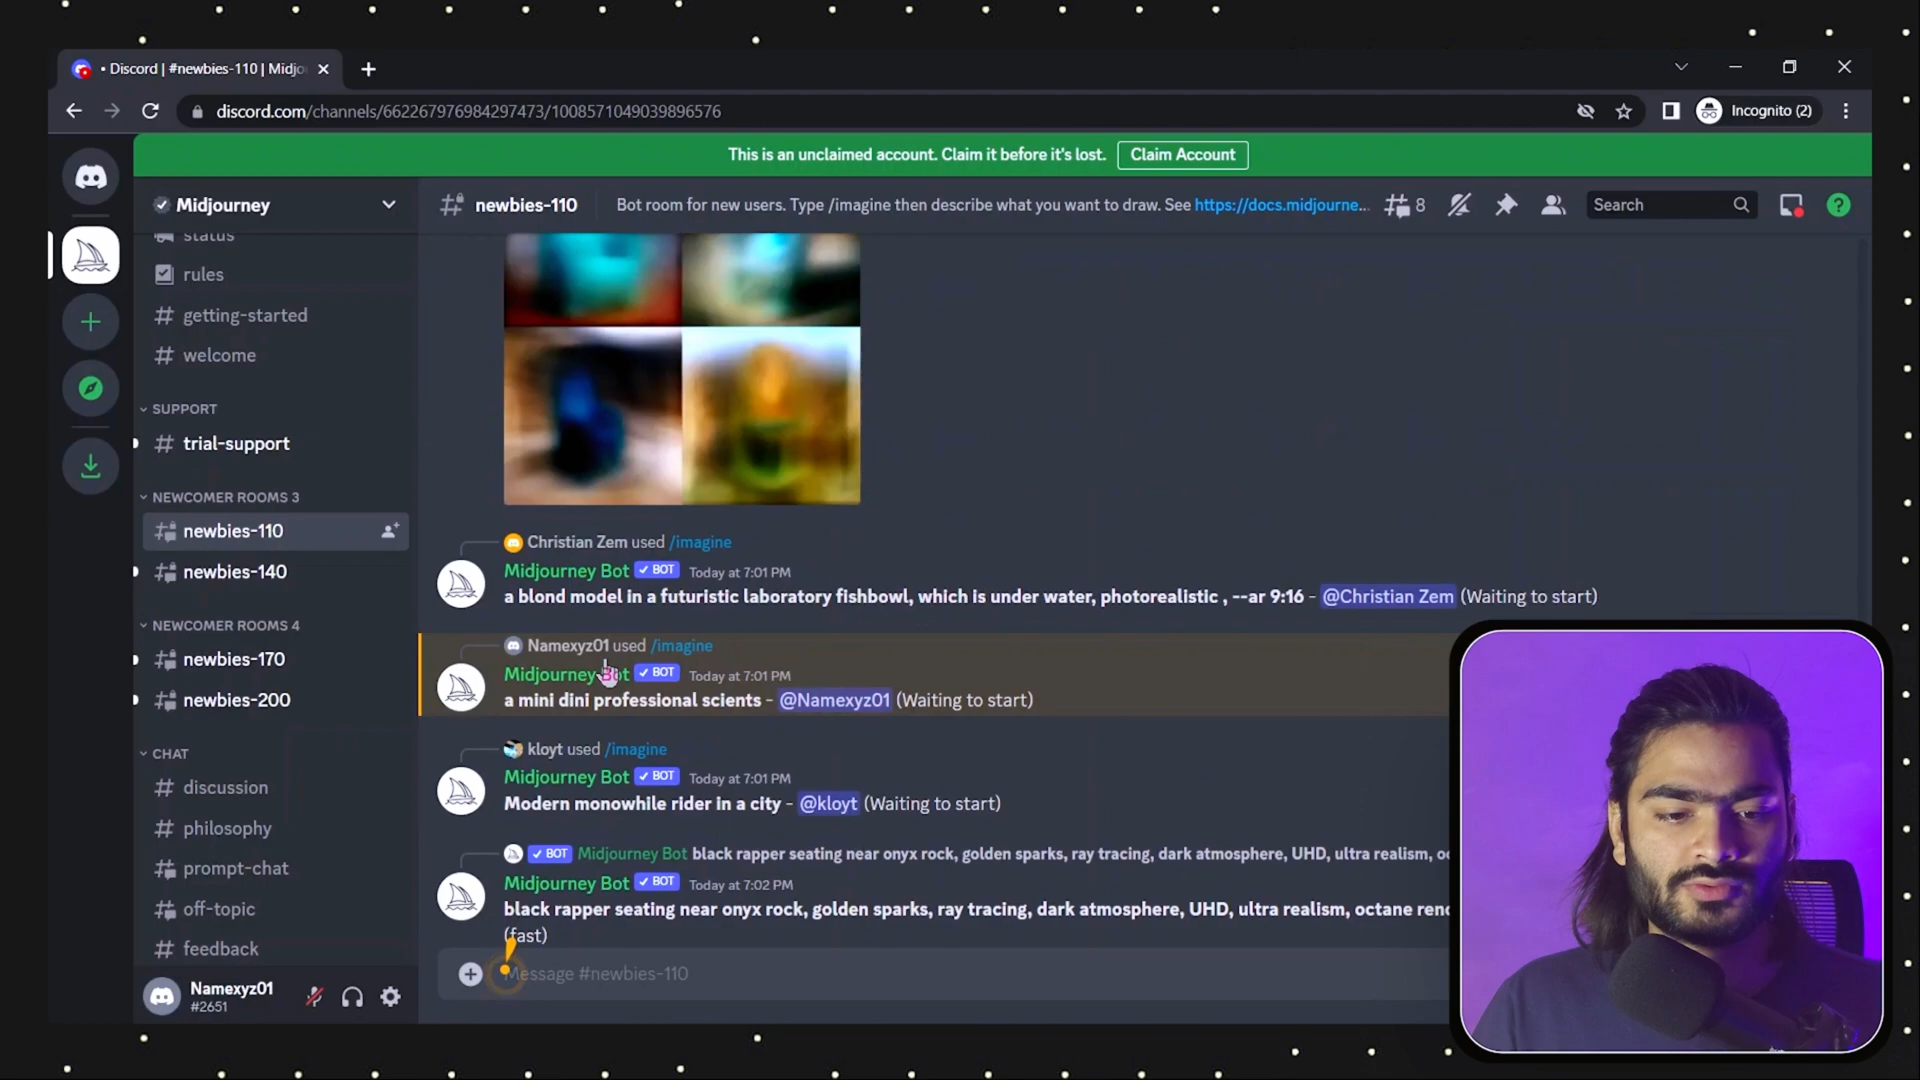 • Discord | #newbies-110 | Midjo
discord.com/channels/662267976984297473/1008571049039896576
Incognito (2)
This is an unclaimed account. Claim it before it's lost.
Claim Account
Midjourney
newbies-110
Bot room for new users. Type /imagine then describe what you want to draw. See https://docs.midjourne...
8
Search
status
rules
# getting-started
# welcome
SUPPORT
# trial-support
NEWCOMER ROOMS 3
newbies-110
newbies-140
NEWCOMER ROOMS 4
newbies-170
newbies-200
CHAT
# discussion
# philosophy
prompt-chat
off-topic
# feedback
Namexyz01
#2651
Christian Zem used /imagine
Midjourney Bot ✓ BOT Today at 7:01 PM
a blond model in a futuristic laboratory fishbowl, which is under water, photorealistic , --ar 9:16 - @Christian Zem (Waiting to start)
Namexyz01 used /imagine
Midjourney Bot ✓ BOT Today at 7:01 PM
a mini dini professional scients - @Namexyz01 (Waiting to start)
kloyt used /imagine
Midjourney Bot ✓ BOT Today at 7:01 PM
Modern monowhile rider in a city - @kloyt (Waiting to start)
✓ BOT Midjourney Bot black rapper seating near onyx rock, golden sparks, ray tracing, dark atmosphere, UHD, ultra realism, oc
Midjourney Bot ✓ BOT Today at 7:02 PM
black rapper seating near onyx rock, golden sparks, ray tracing, dark atmosphere, UHD, ultra realism, octane ren
(fast)
Message #newbies-110